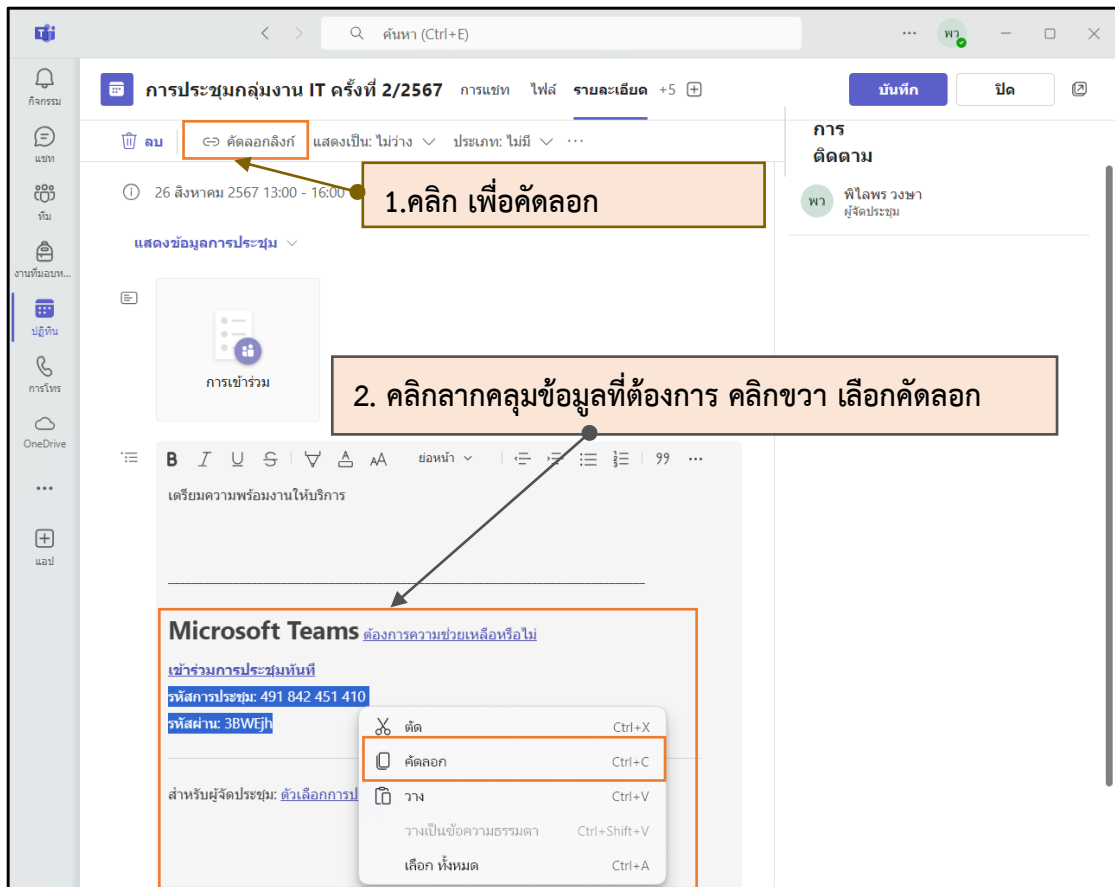 ค้นหา (Ctrl+E)
พว
กิจกรรม
แชท
ทีม
งานที่มอบห...
ปฏิทิน
การโทร
OneDrive
แอป
การประชุมกลุ่มงาน IT ครั้งที่ 2/2567 การแชท ไฟล์ รายละเอียด +5
บันทึก ปิด
ลบ คัดลอกลิงก์ แสดงเป็น: ไม่ว่าง ประเภท: ไม่มี ...
การ
ติดตาม
พว พิไลพร วงษา
ผู้จัดประชุม
26 สิงหาคม 2567 13:00 - 16:00
1.คลิก เพื่อคัดลอก
แสดงข้อมูลการประชุม
การเข้าร่วม
2. คลิกลากคลุมข้อมูลที่ต้องการ คลิกขวา เลือกคัดลอก
B I U S A AA ย่อหน้า 99 ...
เตรียมความพร้อมงานให้บริการ
Microsoft Teams ต้องการความช่วยเหลือหรือไม่
เข้าร่วมการประชุมทันที
รหัสการประชุม: 491 842 451 410
รหัสผ่าน: 3BWEjh
สำหรับผู้จัดประชุม: ตัวเลือกการป
ตัด Ctrl+X
คัดลอก Ctrl+C
วาง Ctrl+V
วางเป็นข้อความธรรมดา Ctrl+Shift+V
เลือก ทั้งหมด Ctrl+A